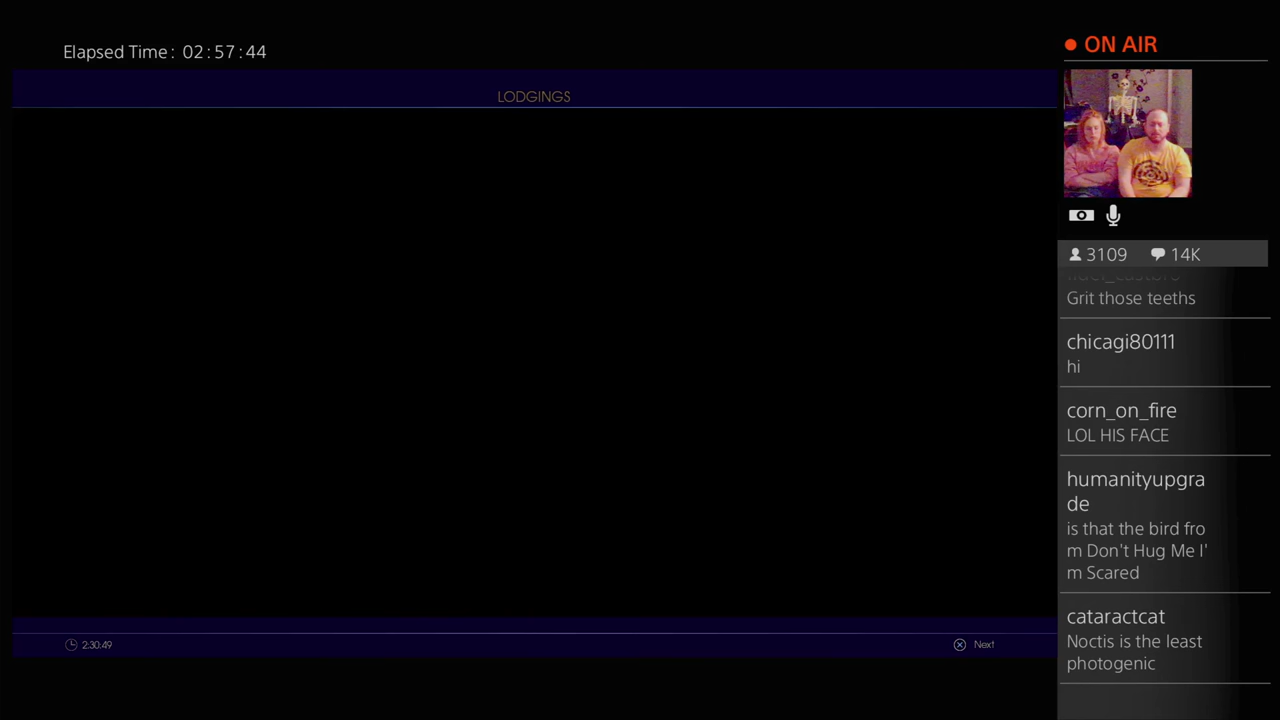 Elapsed Time: 02:57:44
ON AIR
LODGINGS
3109 14K
Grit those teeths
chicagi80111
hi
corn_on_fire
LOL HIS FACE
humanityupgra
de
is that the bird fro
m Don't Hug Me I'
m Scared
cataractcat
Noctis is the least
photogenic
2:30:49
Next